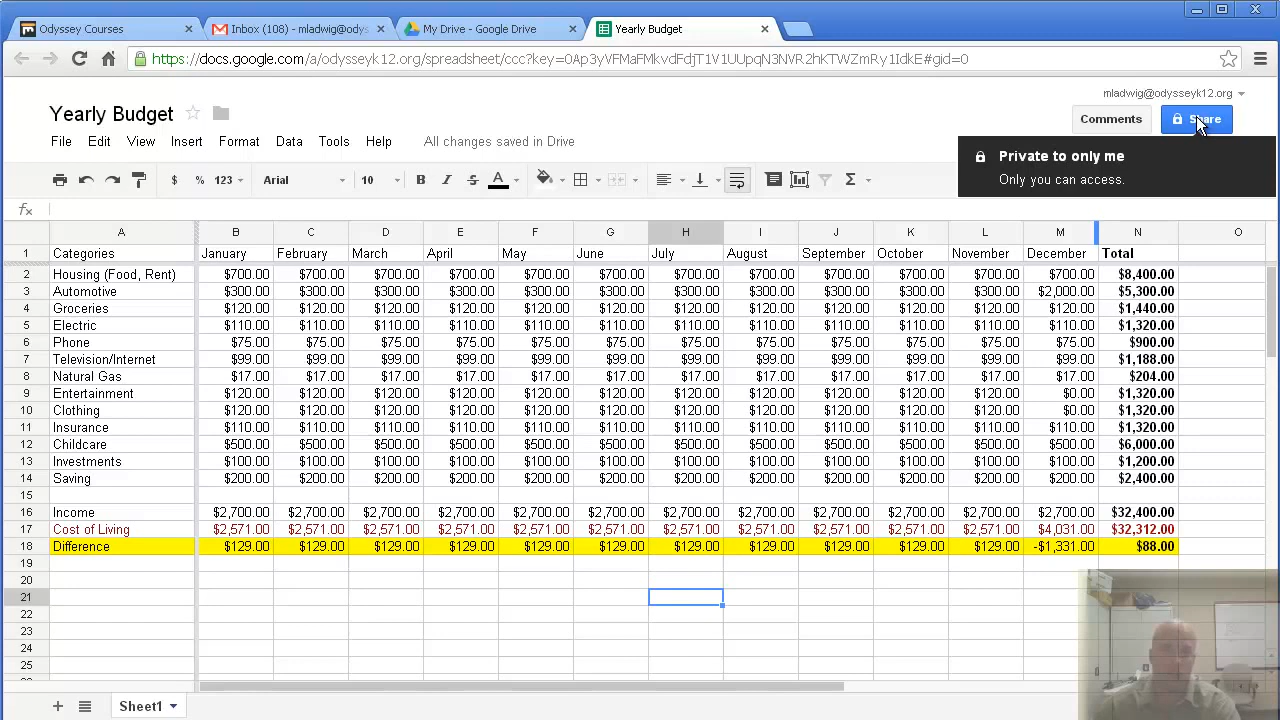 Odyssey Courses
Inbox (108) - mladwig@odys
My Drive - Google Drive
Yearly Budget
https://docs.google.com/a/odysseyk12.org/spreadsheet/ccc?key=0Ap3yVFMaFMkvdFdjT1V1UUpqN3NVR2hKTWZmRy1IdkE#gid=0
mladwig@odysseyk12.org
Yearly Budget
Comments Share
File Edit View Insert Format Data Tools Help All changes saved in Drive
Private to only me
Only you can access.
$ % 123 Arial 10 B I S A Σ
fx
A B C D E F G H I J K L M N O
1 Categories January February March April May June July August September October November December Total
2 Housing (Food, Rent) $700.00 $700.00 $700.00 $700.00 $700.00 $700.00 $700.00 $700.00 $700.00 $700.00 $700.00 $700.00 $8,400.00
3 Automotive $300.00 $300.00 $300.00 $300.00 $300.00 $300.00 $300.00 $300.00 $300.00 $300.00 $300.00 $2,000.00 $5,300.00
4 Groceries $120.00 $120.00 $120.00 $120.00 $120.00 $120.00 $120.00 $120.00 $120.00 $120.00 $120.00 $120.00 $1,440.00
5 Electric $110.00 $110.00 $110.00 $110.00 $110.00 $110.00 $110.00 $110.00 $110.00 $110.00 $110.00 $110.00 $1,320.00
6 Phone $75.00 $75.00 $75.00 $75.00 $75.00 $75.00 $75.00 $75.00 $75.00 $75.00 $75.00 $75.00 $900.00
7 Television/Internet $99.00 $99.00 $99.00 $99.00 $99.00 $99.00 $99.00 $99.00 $99.00 $99.00 $99.00 $99.00 $1,188.00
8 Natural Gas $17.00 $17.00 $17.00 $17.00 $17.00 $17.00 $17.00 $17.00 $17.00 $17.00 $17.00 $17.00 $204.00
9 Entertainment $120.00 $120.00 $120.00 $120.00 $120.00 $120.00 $120.00 $120.00 $120.00 $120.00 $120.00 $0.00 $1,320.00
10 Clothing $120.00 $120.00 $120.00 $120.00 $120.00 $120.00 $120.00 $120.00 $120.00 $120.00 $120.00 $0.00 $1,320.00
11 Insurance $110.00 $110.00 $110.00 $110.00 $110.00 $110.00 $110.00 $110.00 $110.00 $110.00 $110.00 $110.00 $1,320.00
12 Childcare $500.00 $500.00 $500.00 $500.00 $500.00 $500.00 $500.00 $500.00 $500.00 $500.00 $500.00 $500.00 $6,000.00
13 Investments $100.00 $100.00 $100.00 $100.00 $100.00 $100.00 $100.00 $100.00 $100.00 $100.00 $100.00 $100.00 $1,200.00
14 Saving $200.00 $200.00 $200.00 $200.00 $200.00 $200.00 $200.00 $200.00 $200.00 $200.00 $200.00 $200.00 $2,400.00
15
16 Income $2,700.00 $2,700.00 $2,700.00 $2,700.00 $2,700.00 $2,700.00 $2,700.00 $2,700.00 $2,700.00 $2,700.00 $2,700.00 $2,700.00 $32,400.00
17 Cost of Living $2,571.00 $2,571.00 $2,571.00 $2,571.00 $2,571.00 $2,571.00 $2,571.00 $2,571.00 $2,571.00 $2,571.00 $2,571.00 $4,031.00 $32,312.00
18 Difference $129.00 $129.00 $129.00 $129.00 $129.00 $129.00 $129.00 $129.00 $129.00 $129.00 $129.00 -$1,331.00 $88.00
19
20
21
22
23
24
25
Sheet1